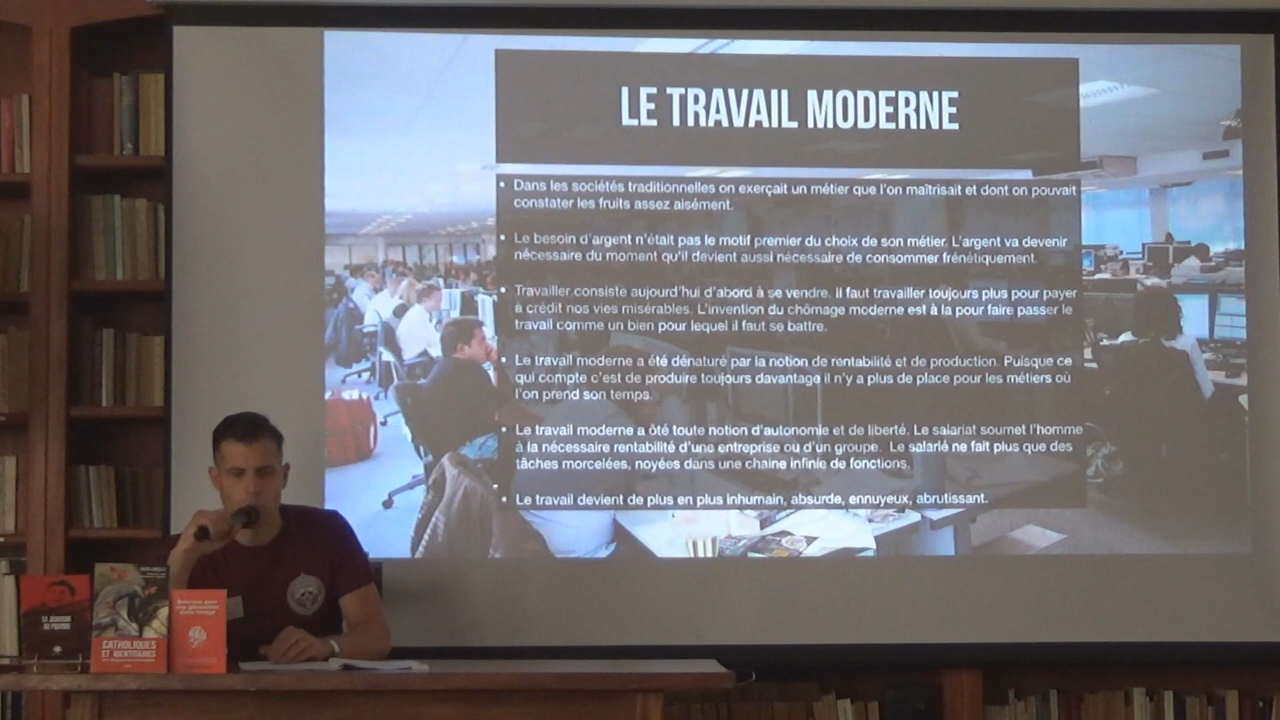 LE TRAVAIL MODERNE
• Dans les sociétés traditionnelles on exerçait un métier que l'on maîtrisait et dont on pouvait
constater les fruits assez aisément.
• Le besoin d'argent n'était pas le motif premier du choix de son métier. L'argent va devenir
nécessaire du moment qu'il devient aussi nécessaire de consommer frénétiquement.
• Travailler consiste aujourd'hui d'abord à se vendre. Il faut travailler toujours plus pour payer
à crédit nos vies misérables. L'invention du chômage moderne est à la pour faire passer le
travail comme un bien pour lequel il faut se battre.
• Le travail moderne a été dénaturé par la notion de rentabilité et de production. Puisque ce
qui compte c'est de produire toujours davantage il n'y a plus de place pour les métiers où
l'on prend son temps.
• Le travail moderne a ôté toute notion d'autonomie et de liberté. Le salariat soumet l'homme
à la nécessaire rentabilité d'une entreprise ou d'un groupe. Le salarié ne fait plus que des
tâches morcelées, noyées dans une chaine infinie de fonctions.
• Le travail devient de plus en plus inhumain, absurde, ennuyeux, abrutissant.
LA JEUNESSE
AU POUVOIR
CATHOLIQUES
ET IDENTITAIRES